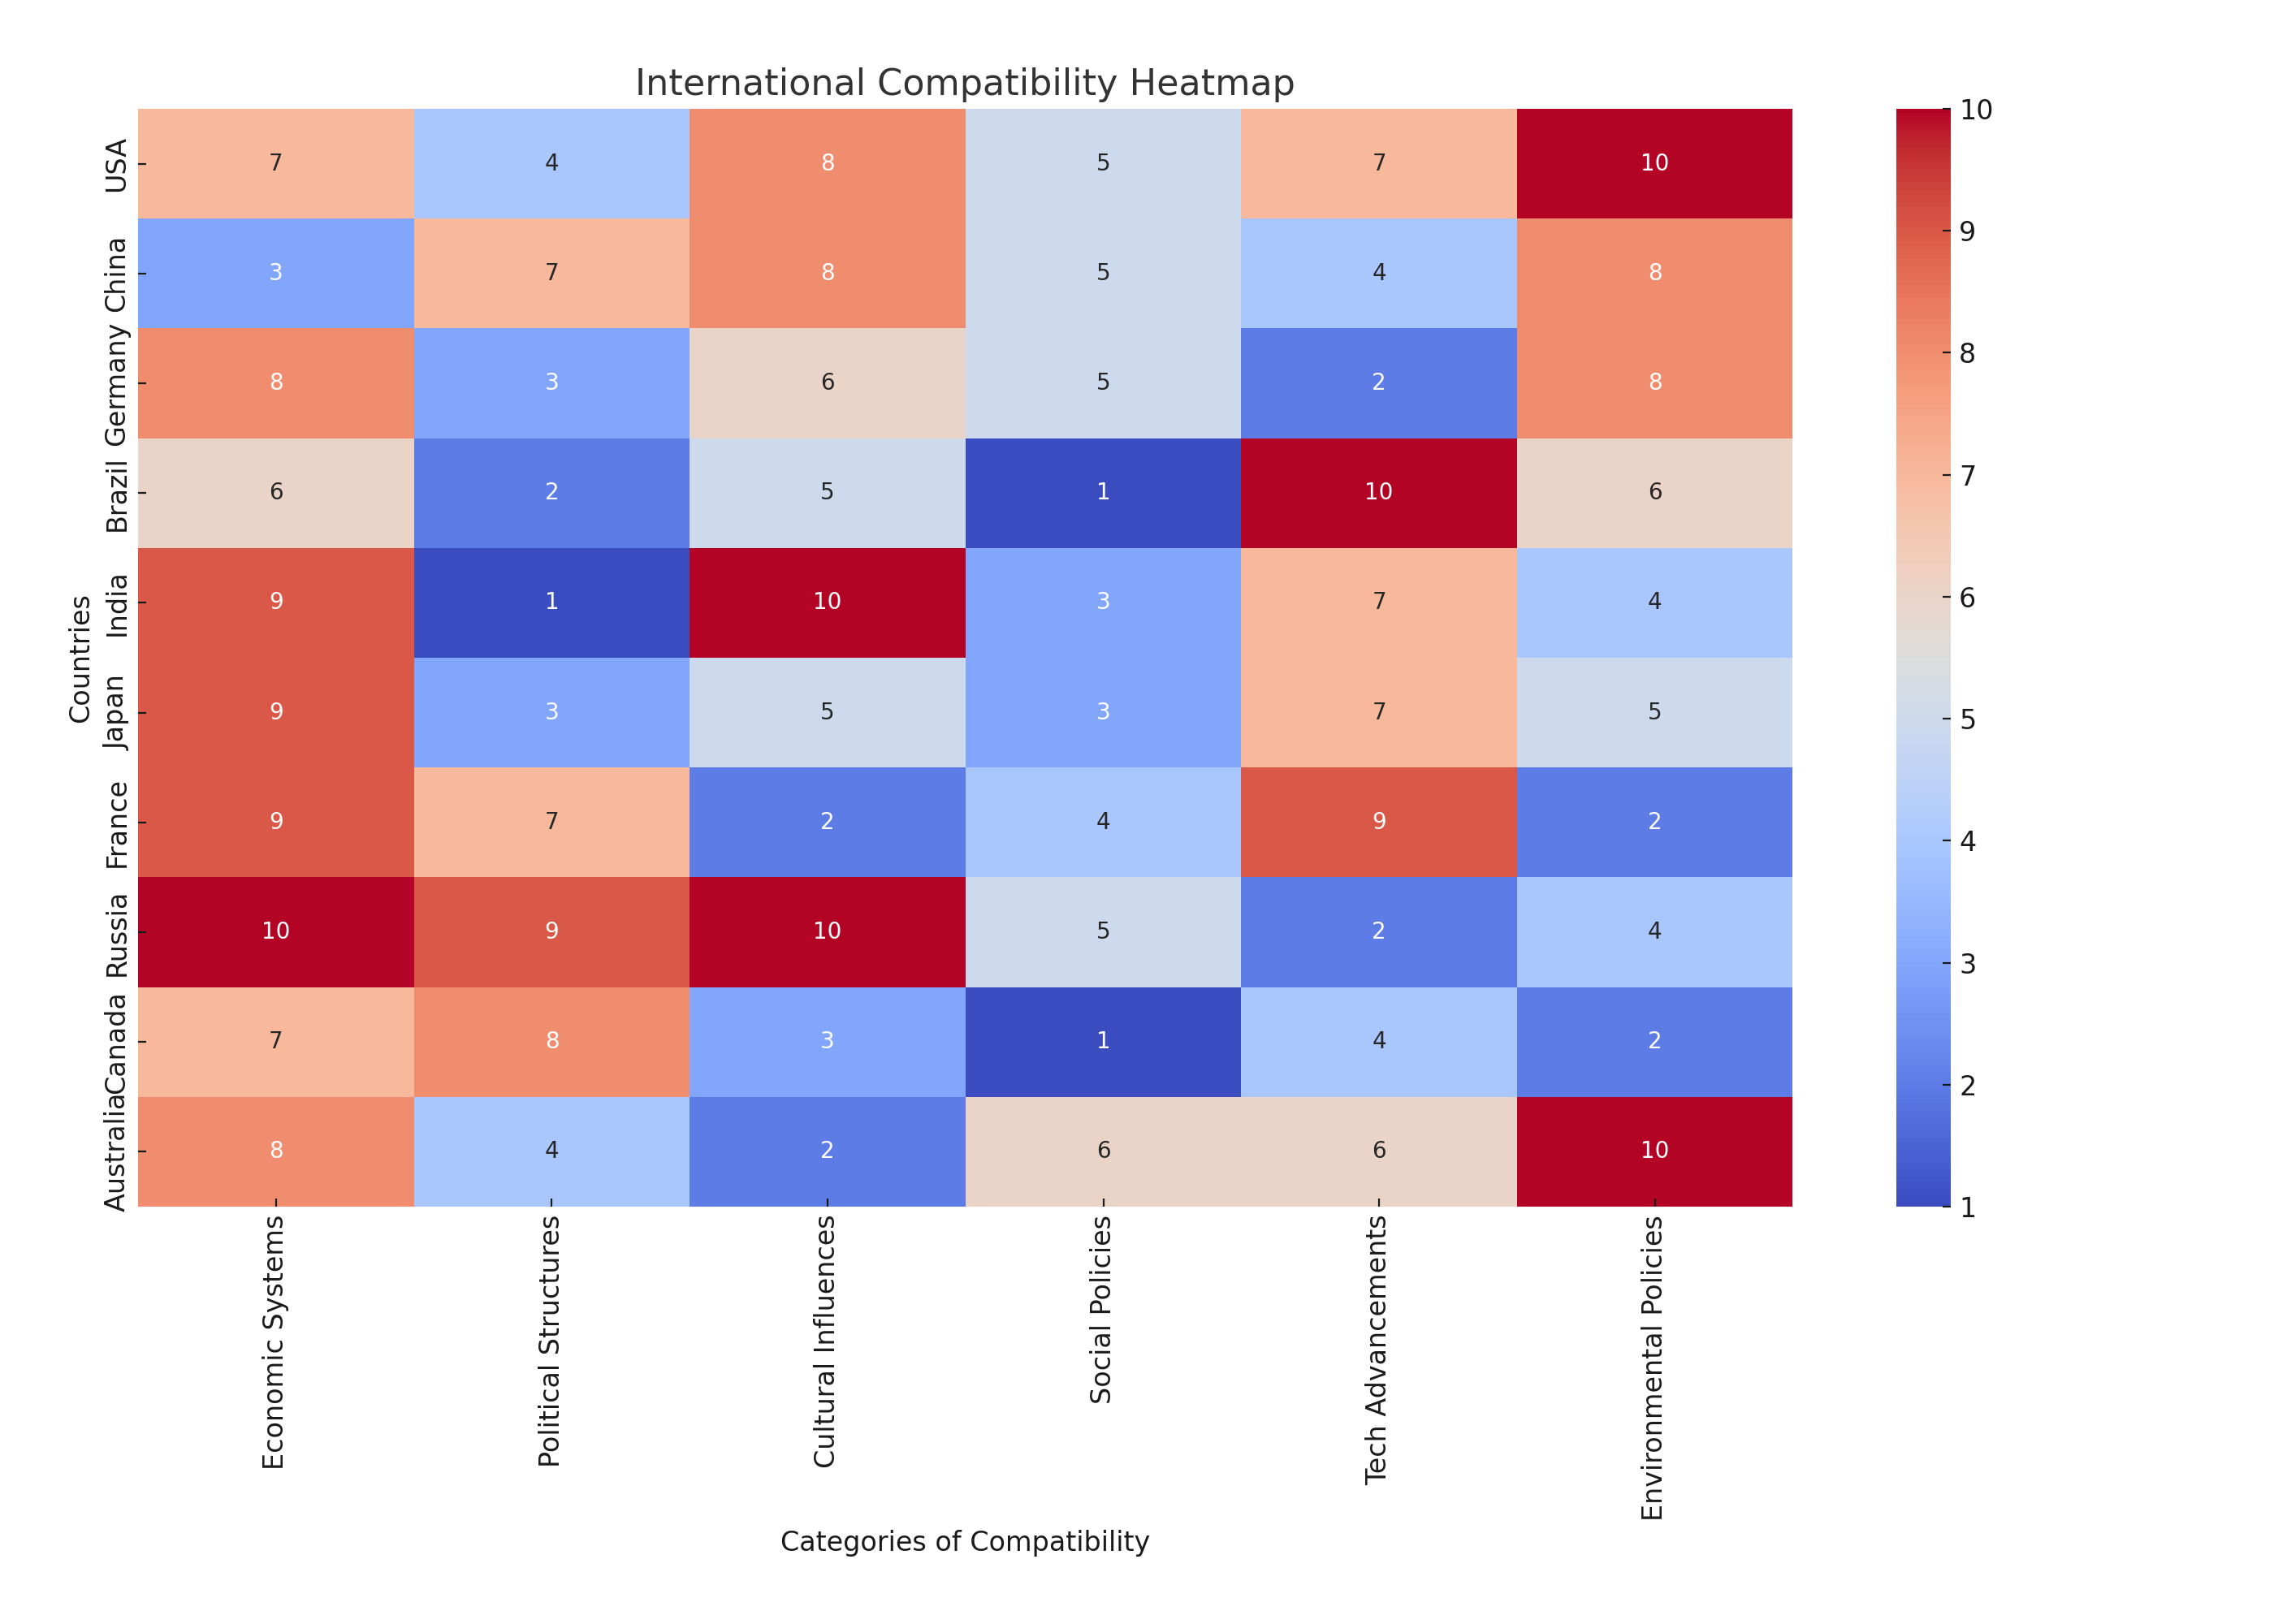 International Compatibility Heatmap
Countries
USA
7 4 8 5 7 10
China
3 7 8 5 4 8
Germany
8 3 6 5 2 8
Brazil
6 2 5 1 10 6
India
9 1 10 3 7 4
Japan
9 3 5 3 7 5
France
9 7 2 4 9 2
Russia
10 9 10 5 2 4
Canada
7 8 3 1 4 2
Australia
8 4 2 6 6 10
Economic Systems
Political Structures
Cultural Influences
Social Policies
Tech Advancements
Environmental Policies
Categories of Compatibility
10
9
8
7
6
5
4
3
2
1